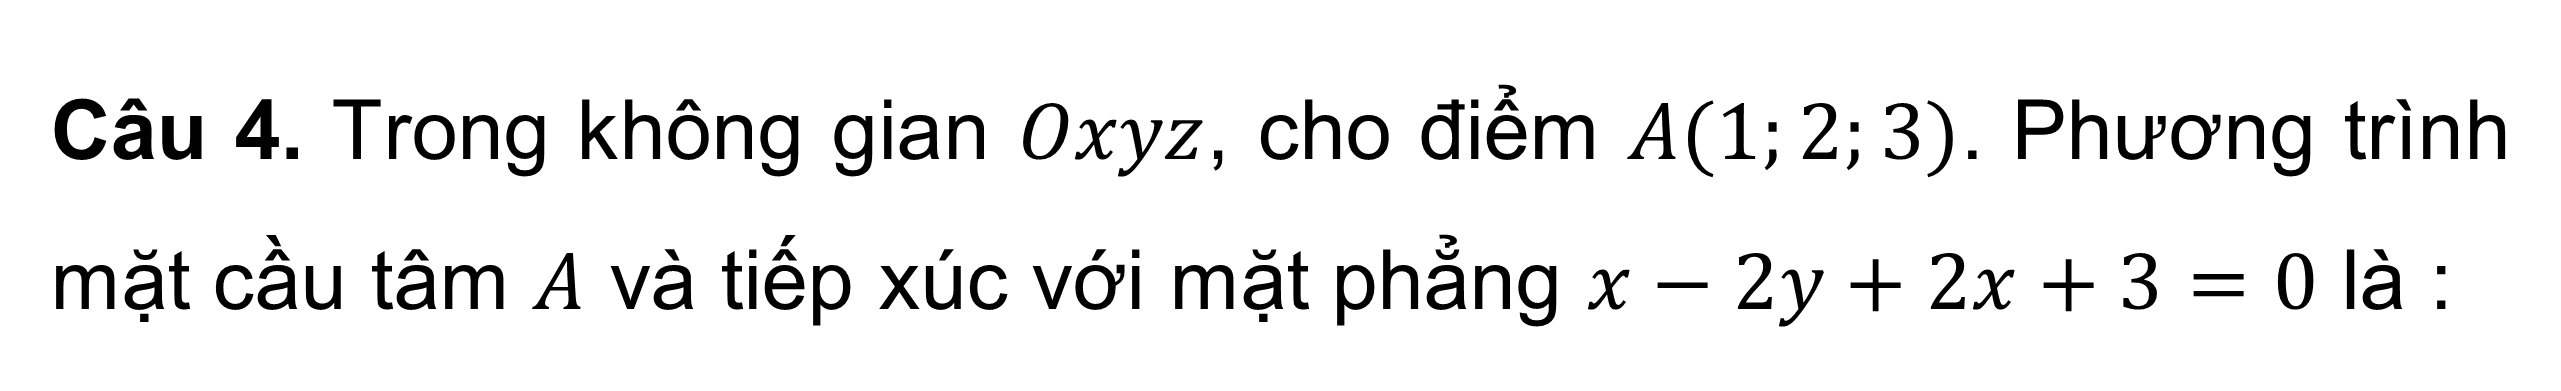 Câu 4. Trong không gian Oxyz, cho điểm A(1; 2; 3). Phương trình
mặt cầu tâm A và tiếp xúc với mặt phẳng x − 2y + 2x + 3 = 0 là :